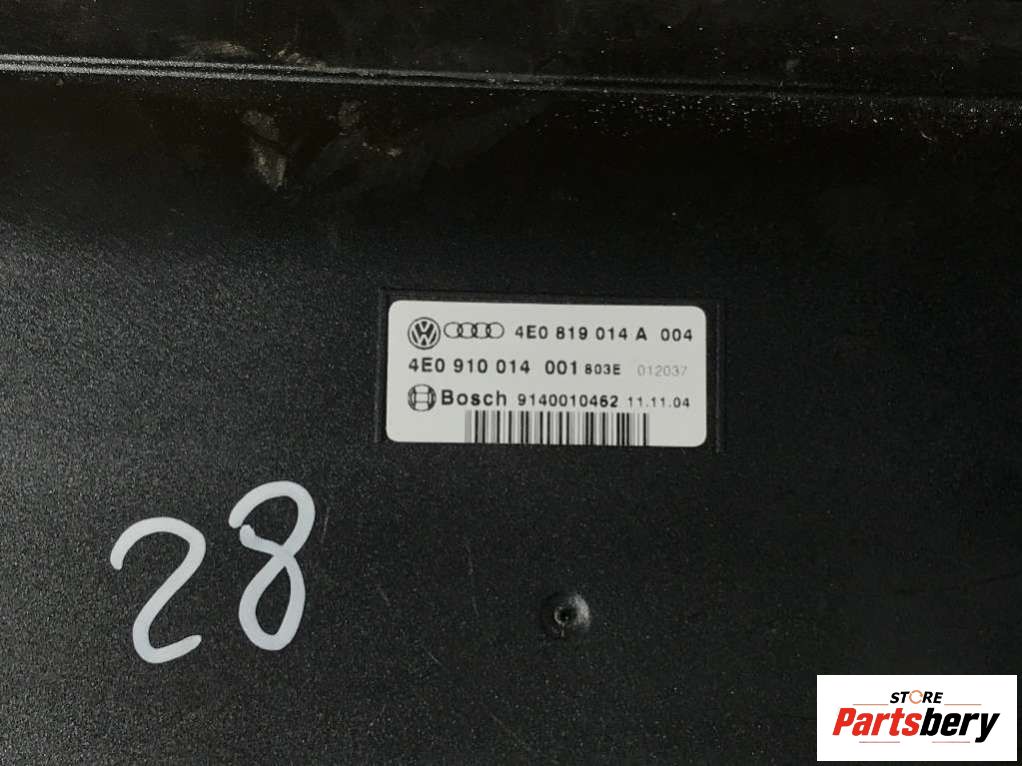 4E0 819 014 A 004
4E0 910 014 001 803E 012037
Bosch 9140010462 11.11.04
28
STORE
Partsbery